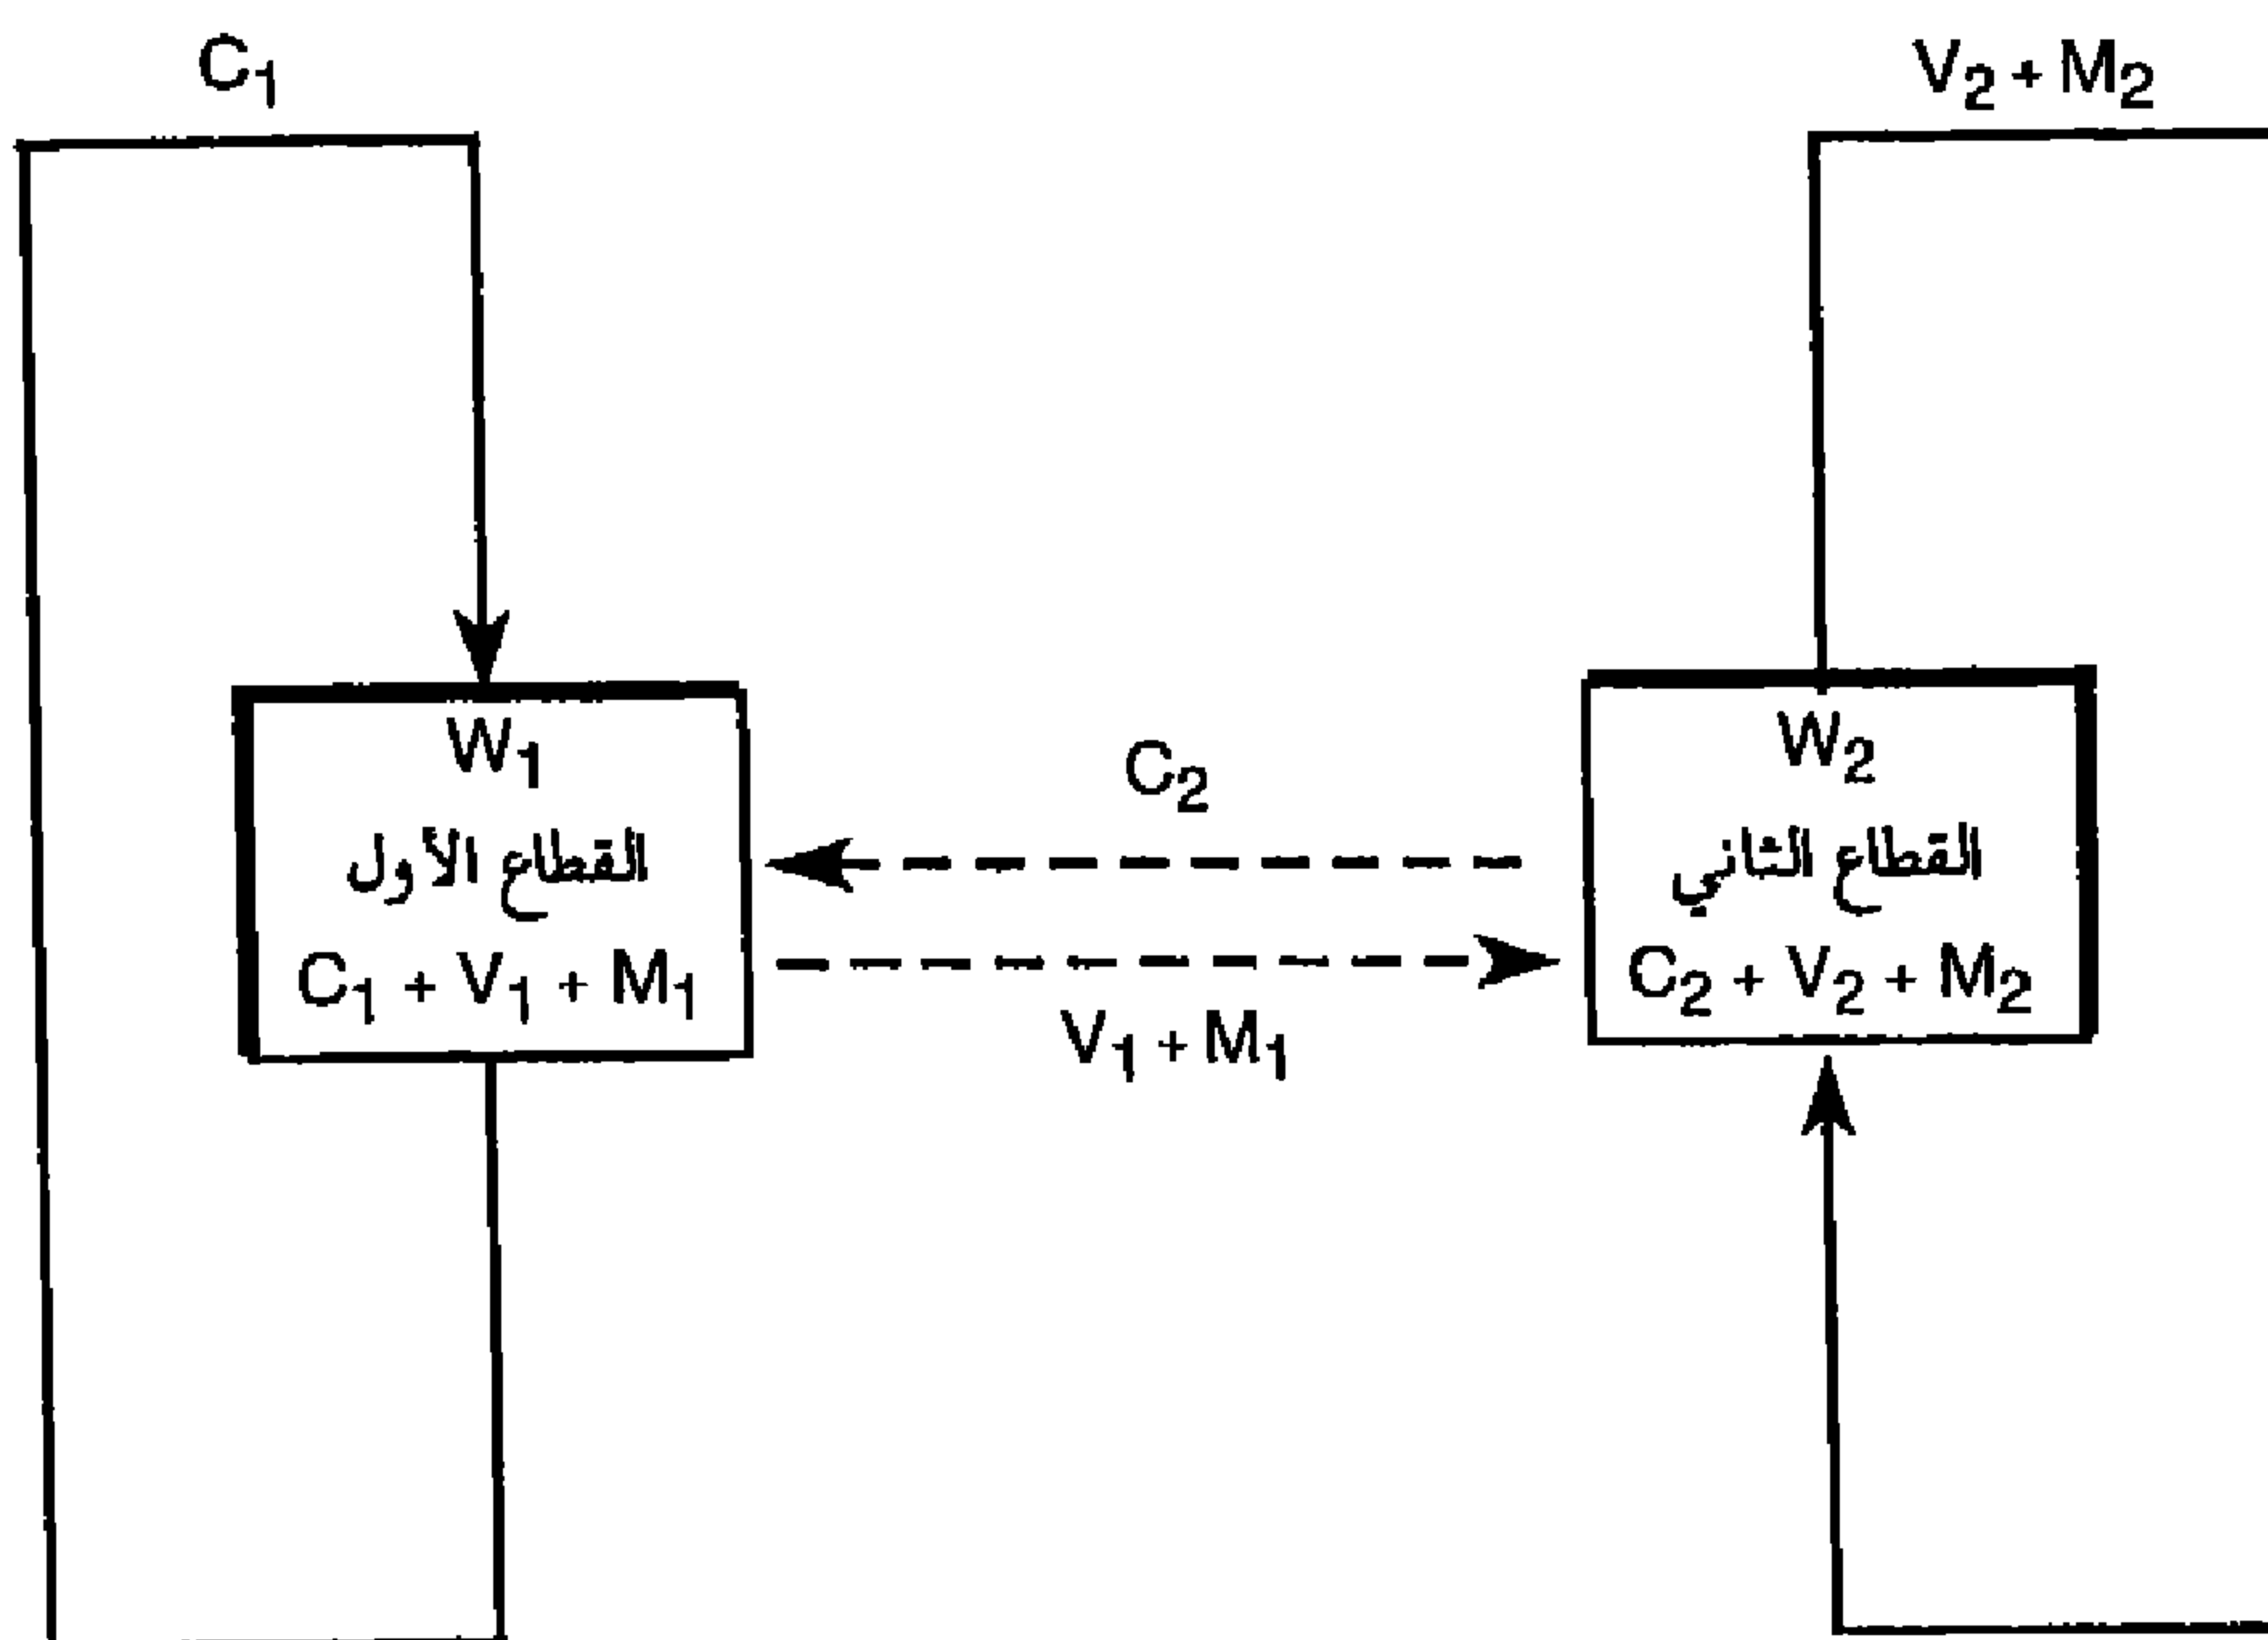 C₁
V₂ + M₂
W₁
القطاع الأول
C₁ + V₁ + M₁
C₂
V₁ + M₁
W₂
القطاع الثاني
C₂ + V₂ + M₂